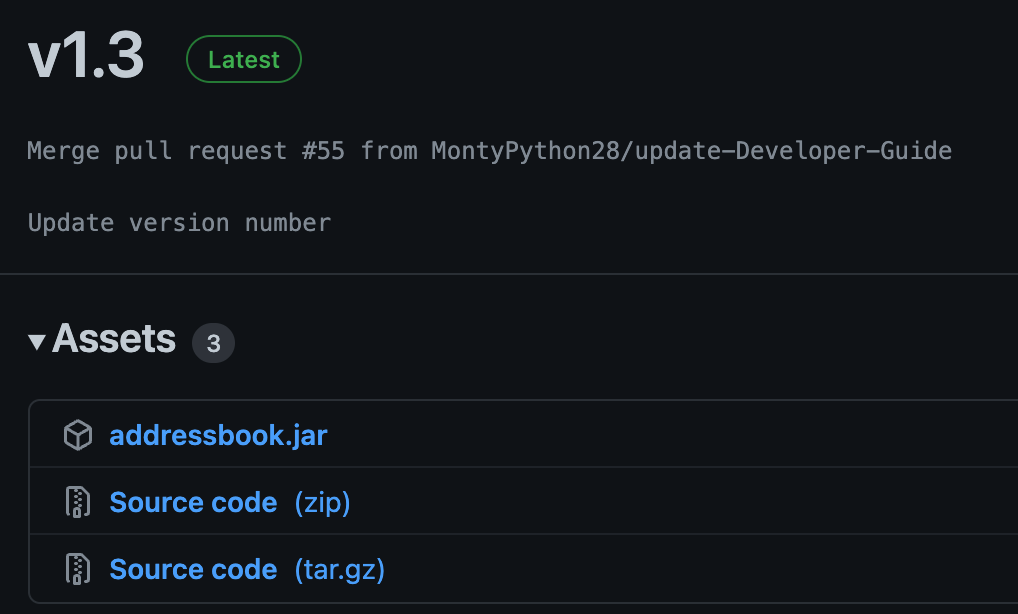 v1.3 Latest
Merge pull request #55 from MontyPython28/update-Developer-Guide
Update version number
Assets 3
addressbook.jar
Source code (zip)
Source code (tar.gz)